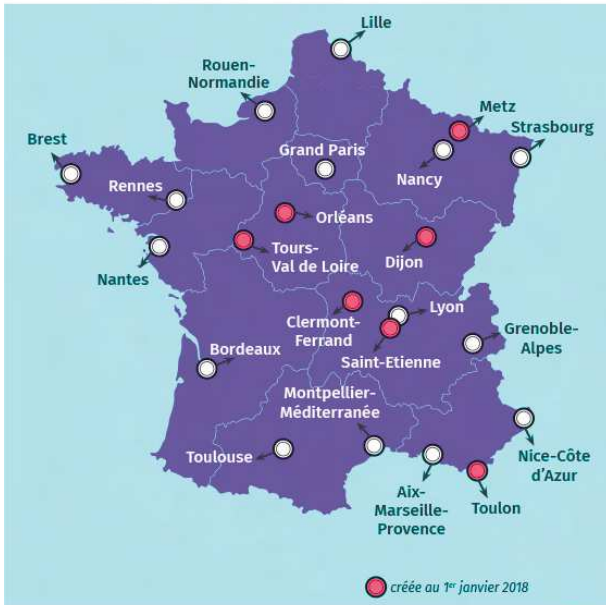 Lille
Rouen-
Normandie
Metz
Strasbourg
Brest
Grand Paris
Nancy
Rennes
Orléans
Tours-
Val de Loire
Dijon
Nantes
Lyon
Clermont-
Ferrand
Grenoble-
Alpes
Saint-Etienne
Bordeaux
Montpellier-
Méditerranée
Toulouse
Nice-Côte
d'Azur
Aix-
Marseille-
Provence
Toulon
créée au 1er janvier 2018